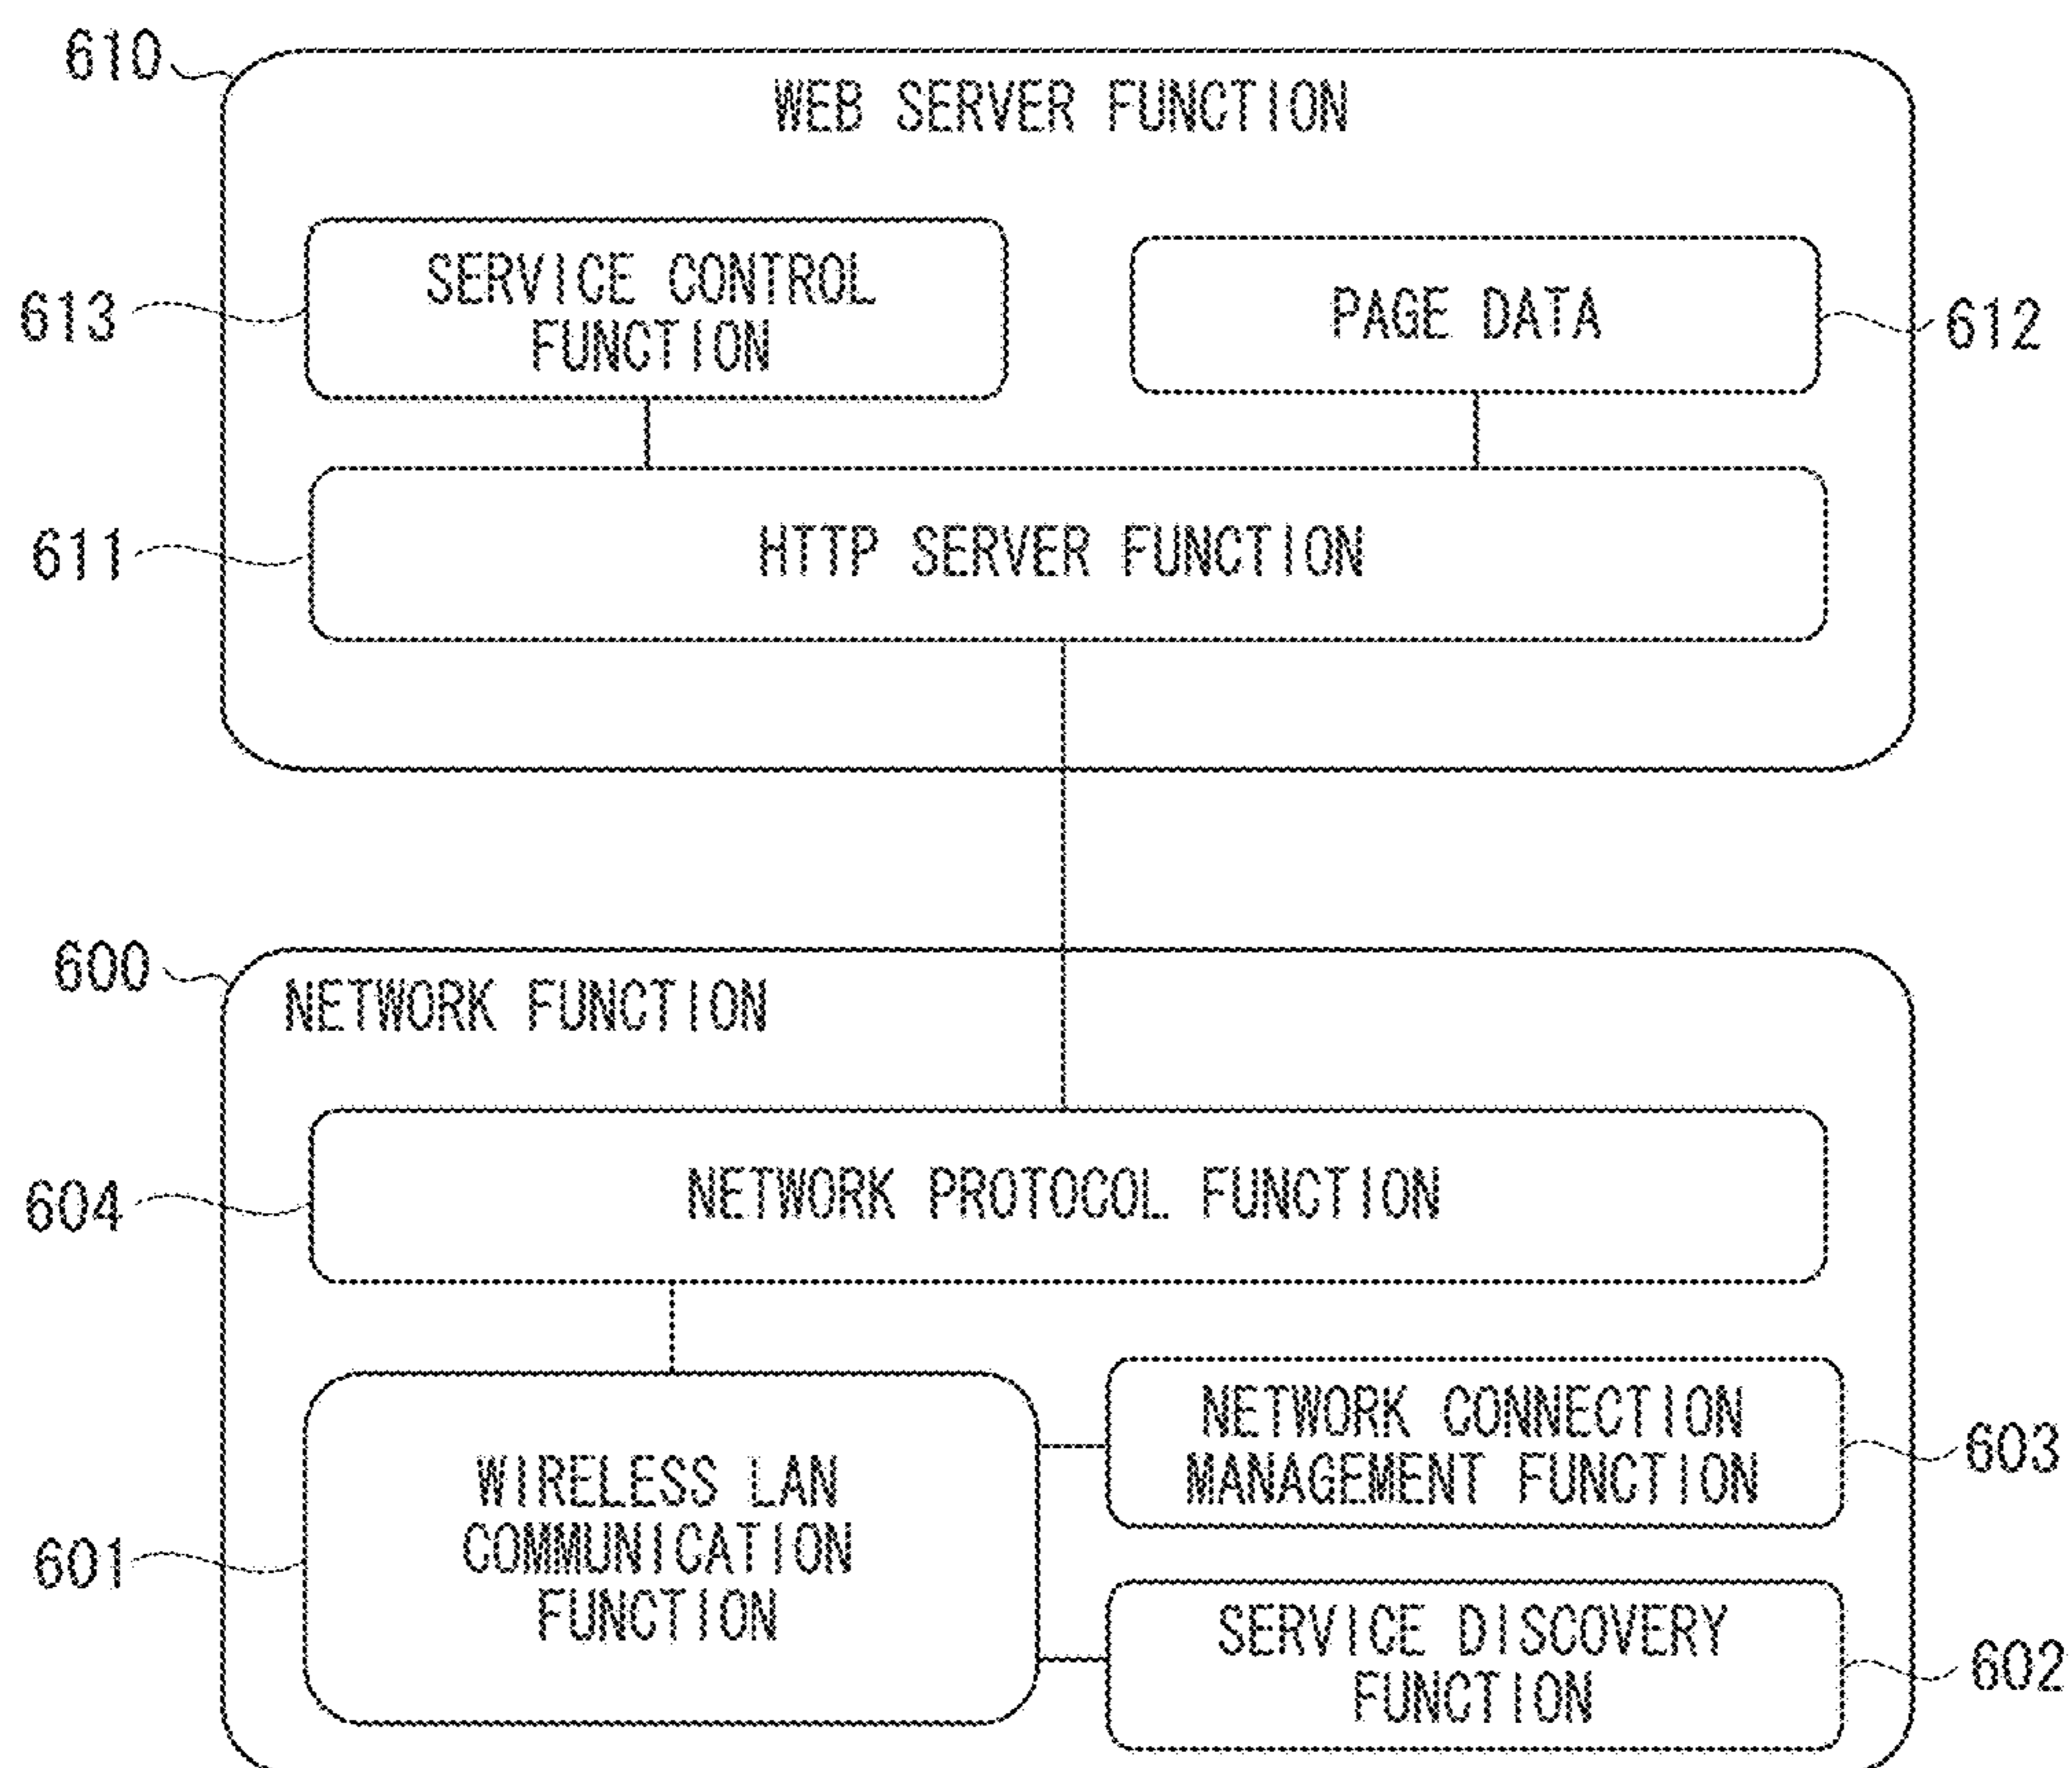 610
WEB SERVER FUNCTION
SERVICE CONTROL
FUNCTION
613
PAGE DATA
612
HTTP SERVER FUNCTION
611
600
NETWORK FUNCTION
NETWORK PROTOCOL FUNCTION
604
WIRELESS LAN
COMMUNICATION
FUNCTION
601
NETWORK CONNECTION
MANAGEMENT FUNCTION
603
SERVICE DISCOVERY
FUNCTION
602